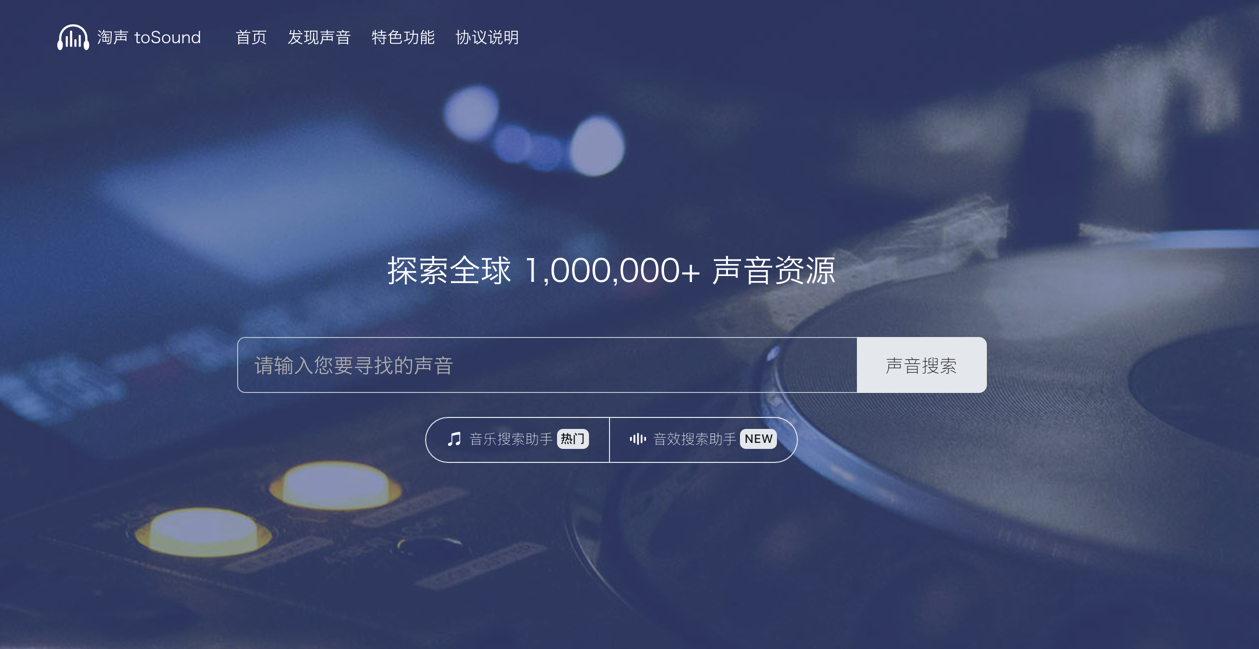 淘声 toSound 首页 发现声音 特色功能 协议说明
探索全球 1,000,000+ 声音资源
请输入您要寻找的声音 声音搜索
音乐搜索助手 热门 音效搜索助手 NEW